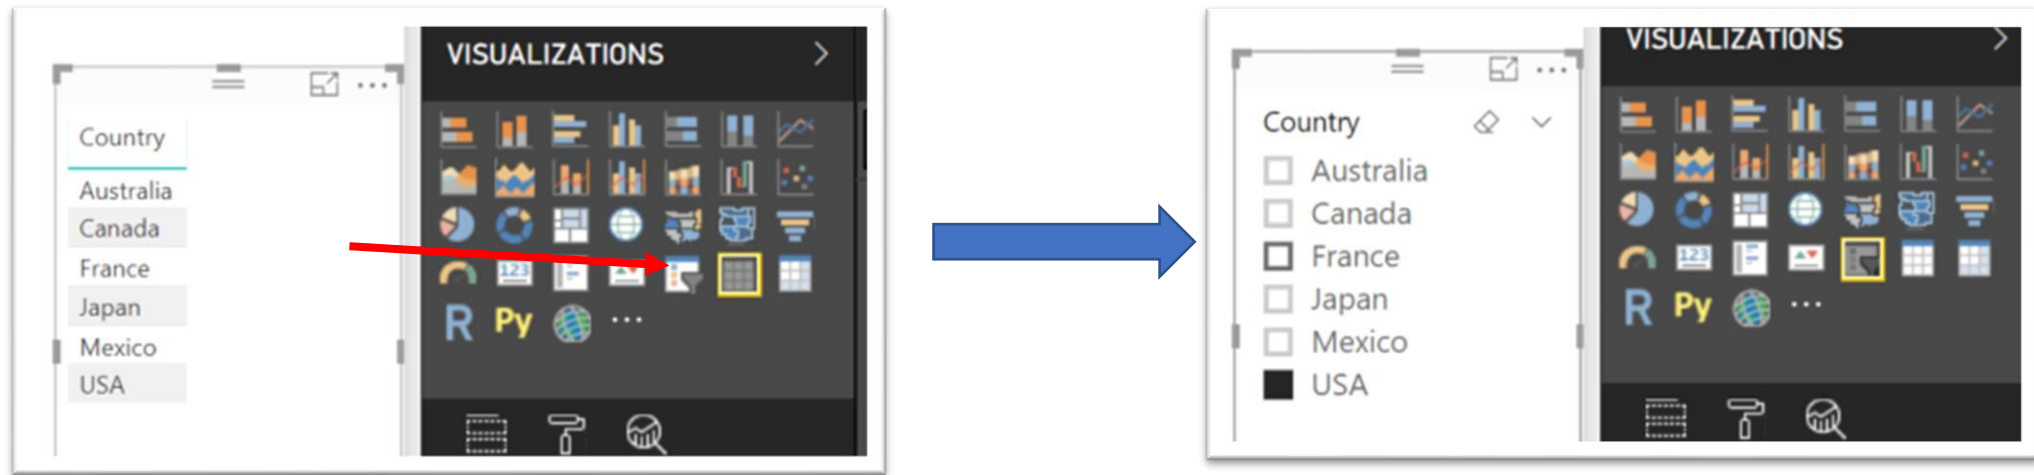 VISUALIZATIONS
Country
Australia
Canada
France
Japan
Mexico
USA
123
R Py
VISUALIZATIONS
Country
Australia
Canada
France
Japan
Mexico
USA
123
R Py